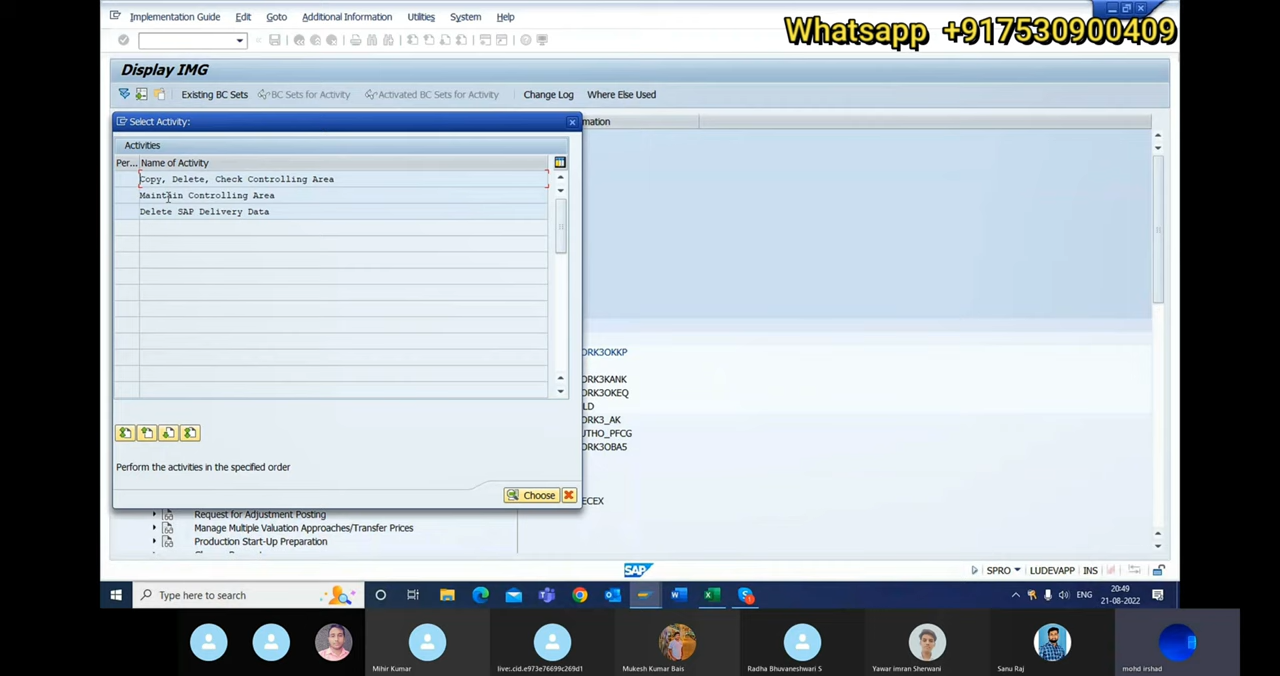 Implementation Guide Edit Goto Additional Information Utilities System Help
Whatsapp +917530900409
Display IMG
Existing BC Sets BC Sets for Activity Activated BC Sets for Activity Change Log Where Else Used
Select Activity:
Activities
Per... Name of Activity
Copy, Delete, Check Controlling Area
Maintain Controlling Area
Delete SAP Delivery Data
Perform the activities in the specified order
Choose
mation
ORK3OKKP
ORK3KANK
ORK3OKEQ
LD
ORK3_AK
UTHO_PFCG
ORK3OBA5
ECEX
Request for Adjustment Posting
Manage Multiple Valuation Approaches/Transfer Prices
Production Start-Up Preparation
SAP
SPRO LUDEVAPP INS
Type here to search
ENG
20:49
21-08-2022
Mihir Kumar
live:.cid.e973e76699c269d1
Mukesh Kumar Bais
Radha Bhuvaneshwari S
Yawar imran Sherwani
Sanu Raj
mohd irshad